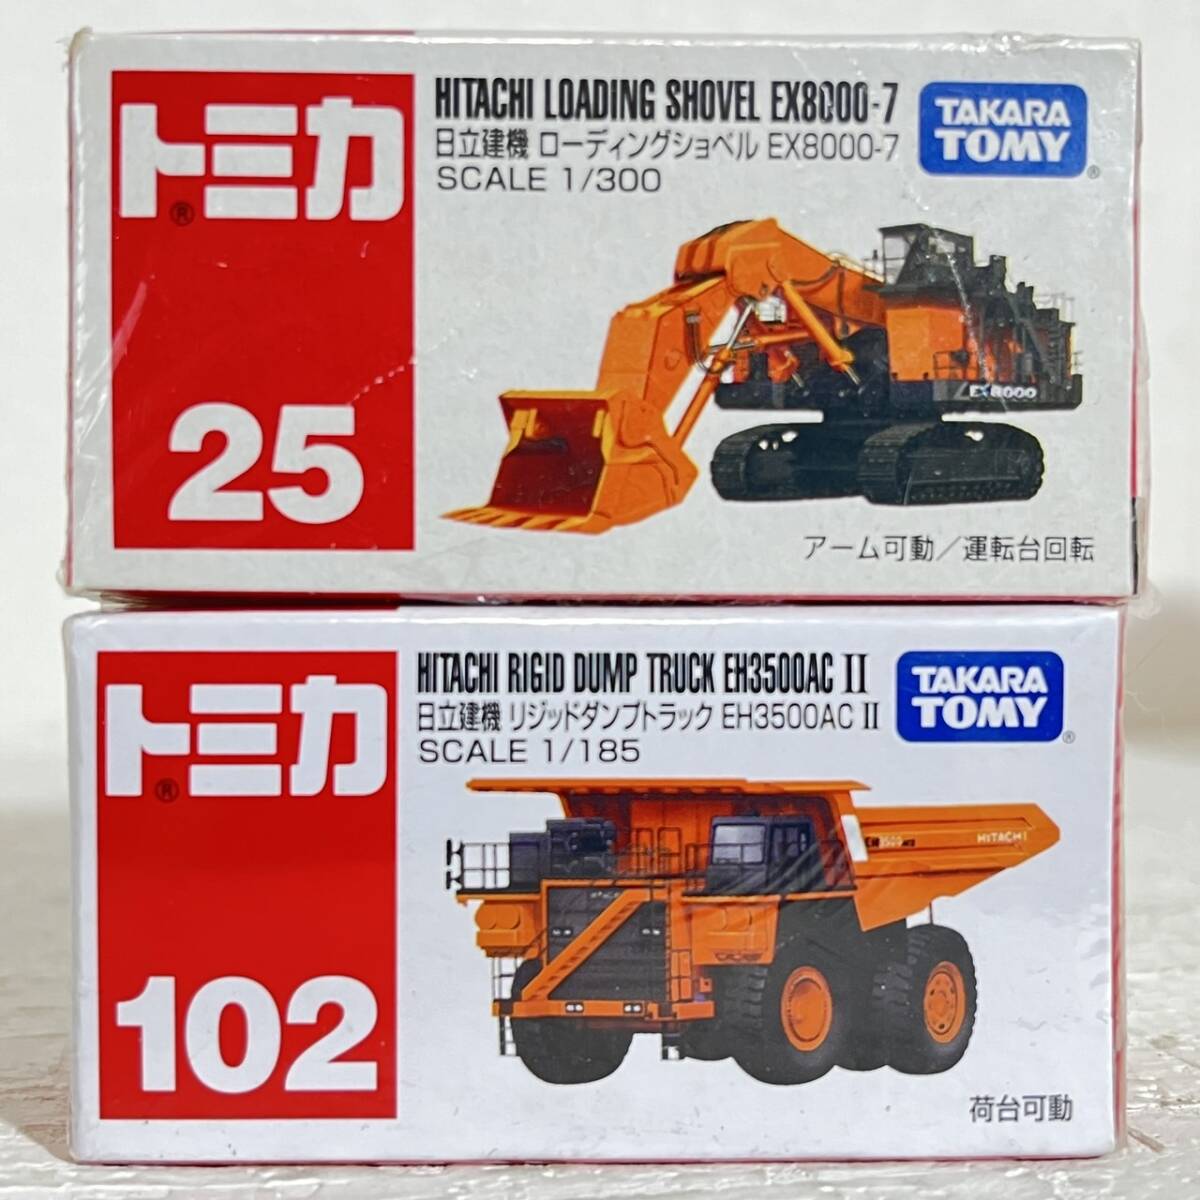 トミカ
®
25
HITACHI LOADING SHOVEL EX8000-7
日立建機 ローディングショベル EX8000-7
SCALE 1/300
TAKARA
TOMY
®
EX8000
アーム可動／運転台回転
トミカ
®
102
HITACHI RIGID DUMP TRUCK EH3500AC II
日立建機 リジッドダンプトラック EH3500AC II
SCALE 1/185
TAKARA
TOMY
®
HITACHI
荷台可動